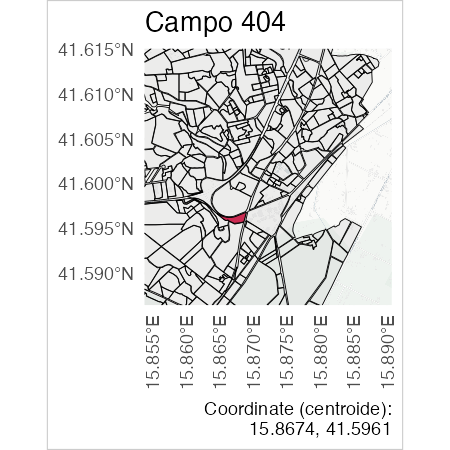 Campo 404
41.615°N
41.610°N
41.605°N
41.600°N
41.595°N
41.590°N
15.855°E
15.860°E
15.865°E
15.870°E
15.875°E
15.880°E
15.885°E
15.890°E
Coordinate (centroide):
15.8674, 41.5961